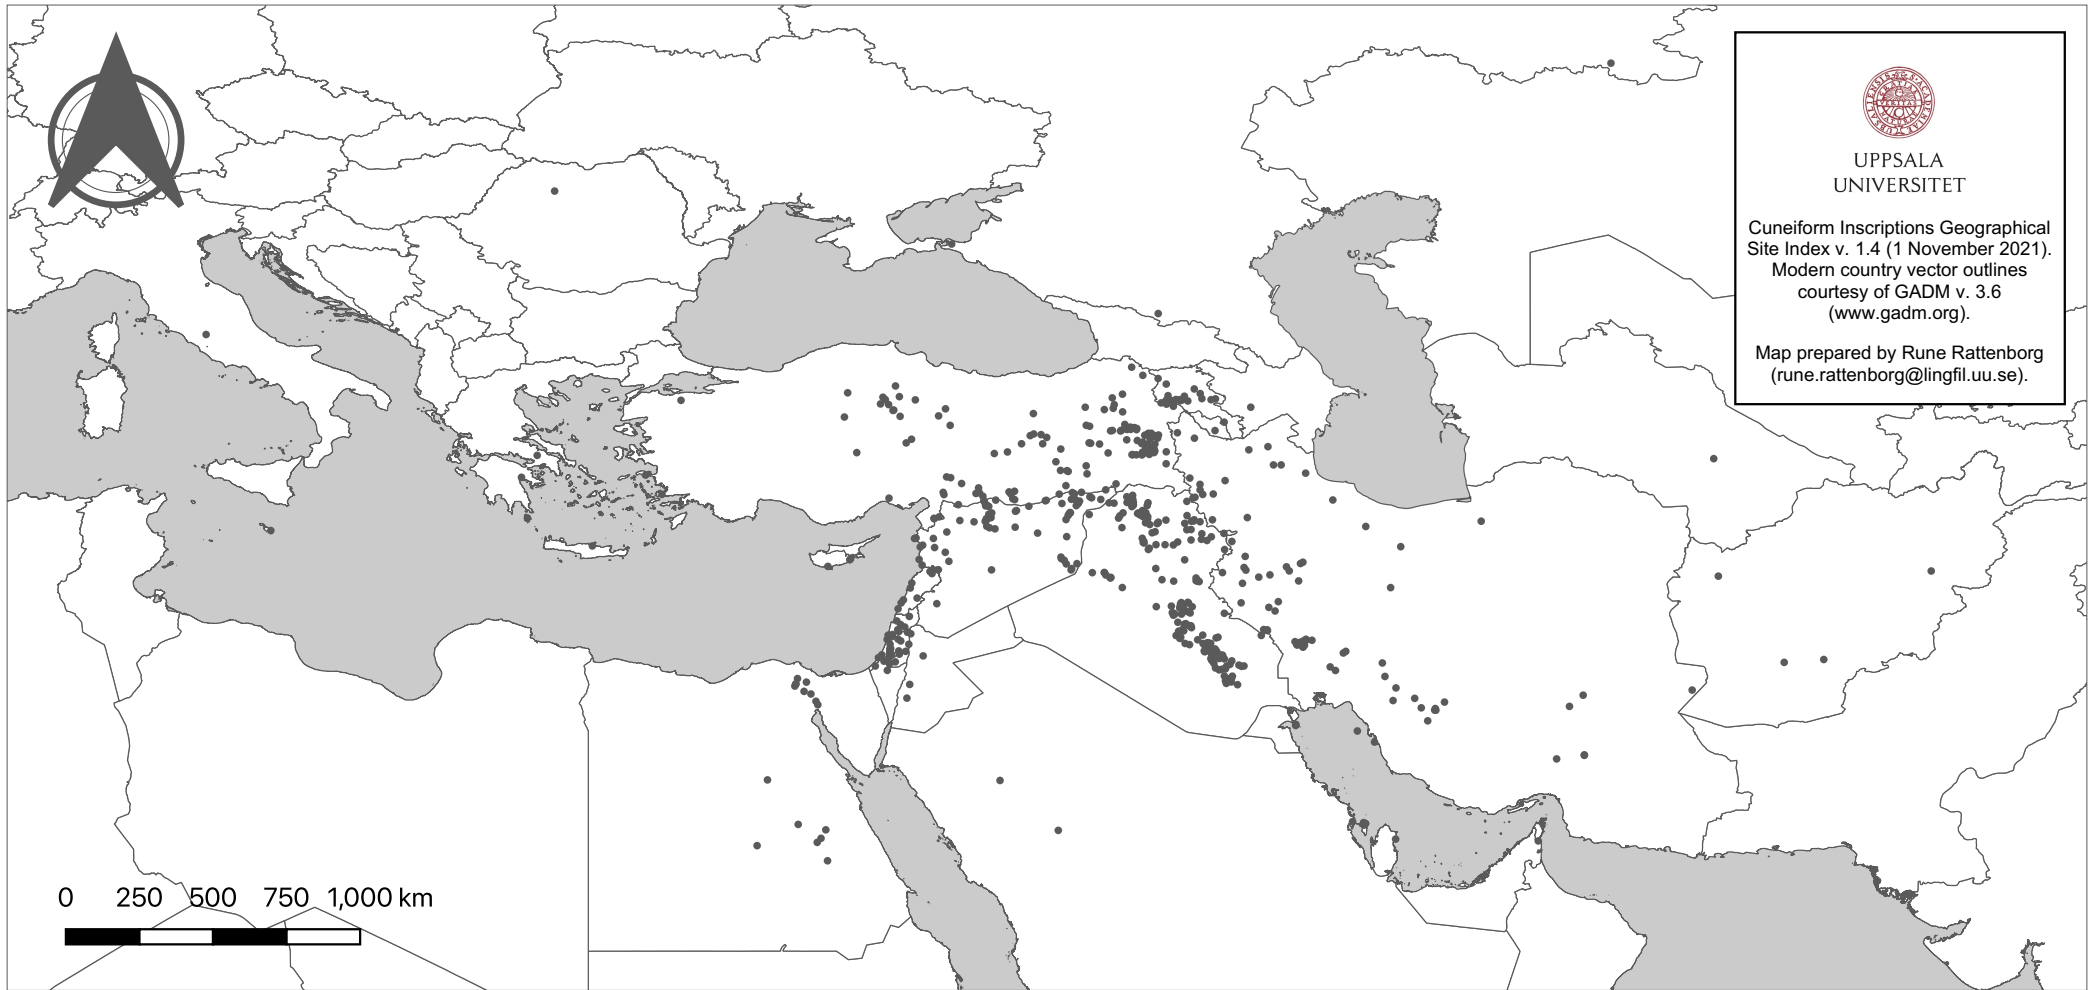 UPPSALA
UNIVERSITET
Cuneiform Inscriptions Geographical
Site Index v. 1.4 (1 November 2021).
Modern country vector outlines
courtesy of GADM v. 3.6
(www.gadm.org).
Map prepared by Rune Rattenborg
(rune.rattenborg@lingfil.uu.se).
0 250 500 750 1,000 km